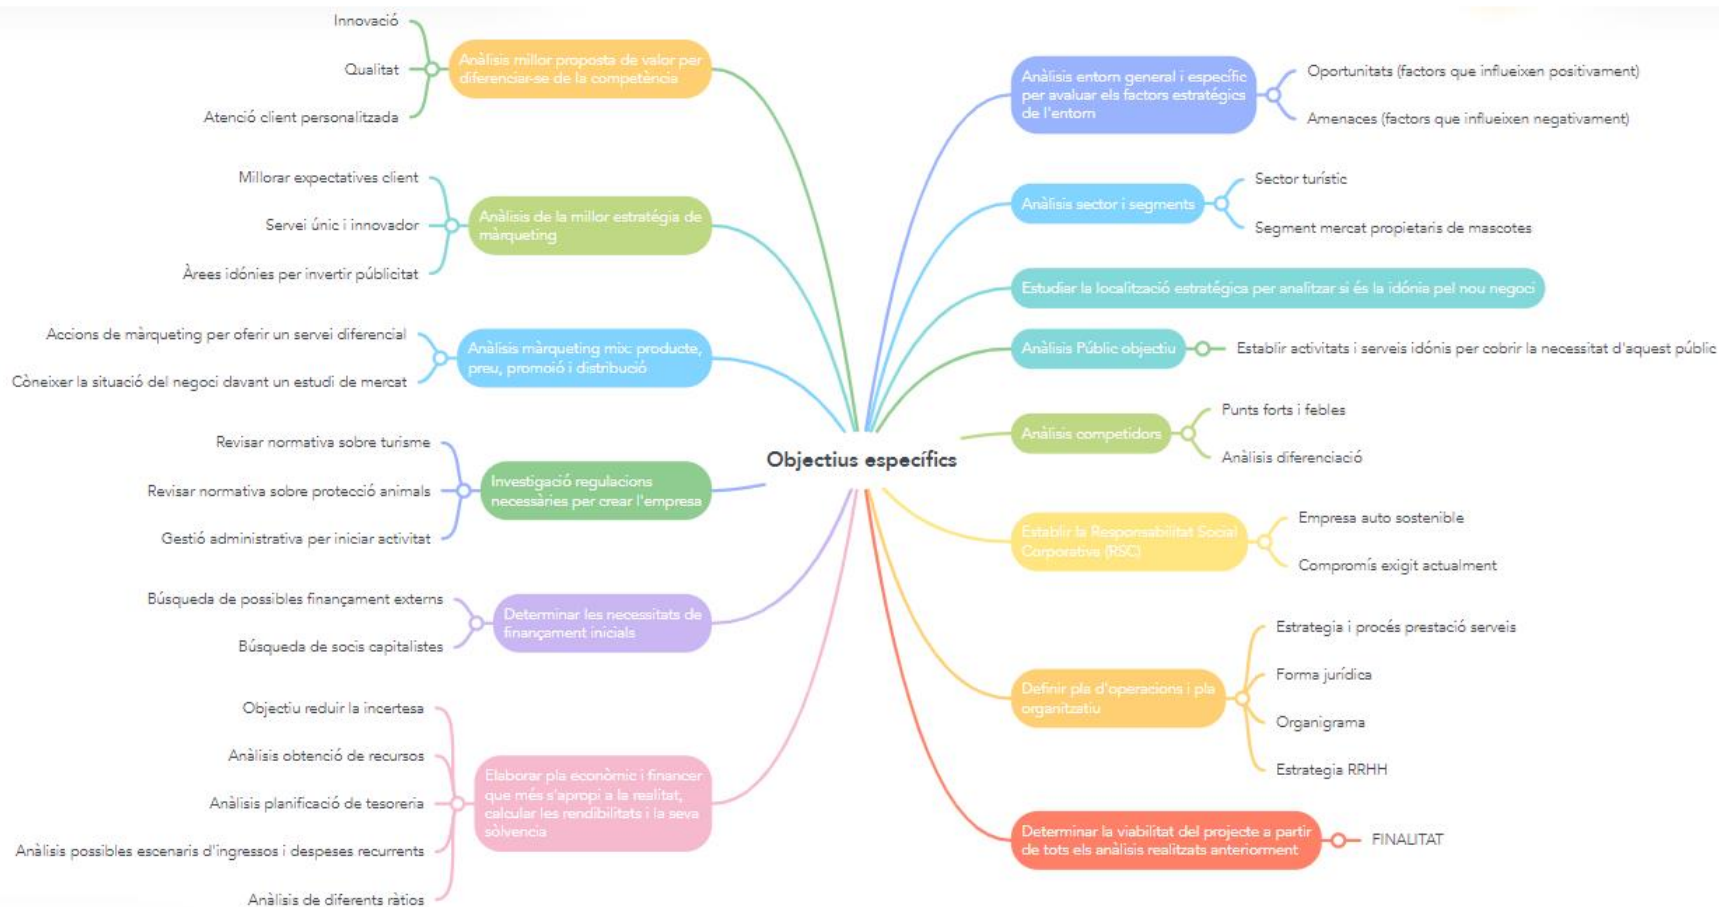 Objectius específics
Innovació
Qualitat
Atenció client personalitzada
Anàlisis millor proposta de valor per
diferenciar-se de la competència
Millorar expectatives client
Servei únic i innovador
Àrees idónies per invertir públicitat
Anàlisis de la millor estratégia de
màrqueting
Accions de màrqueting per oferir un servei diferencial
Còneixer la situació del negoci davant un estudi de mercat
Anàlisis màrqueting mix: producte,
preu, promoió i distribució
Revisar normativa sobre turisme
Revisar normativa sobre protecció animals
Gestió administrativa per iniciar activitat
Investigació regulacions
necessàries per crear l'empresa
Búsqueda de possibles finançament externs
Búsqueda de socis capitalistes
Determinar les necessitats de
finançament inicials
Objectiu reduir la incertesa
Anàlisis obtenció de recursos
Anàlisis planificació de tesoreria
Anàlisis possibles escenaris d'ingressos i despeses recurrents
Anàlisis de diferents ràtios
Elaborar pla econòmic i financer
que més s'apropi a la realitat,
calcular les rendibilitats i la seva
sòlvencia
Anàlisis entorn general i específic
per avaluar els factors estratégics
de l'entorn
Oportunitats (factors que influeixen positivament)
Amenaces (factors que influeixen negativament)
Anàlisis sector i segments
Sector turístic
Segment mercat propietaris de mascotes
Estudiar la localització estratégica per analitzar si és la idónia pel nou negoci
Anàlisis Públic objectiu
Establir activitats i serveis idónis per cobrir la necessitat d'aquest públic
Anàlisis competidors
Punts forts i febles
Anàlisis diferenciació
Establir la Responsabilitat Social
Corporativa (RSC)
Empresa auto sostenible
Compromís exigit actualment
Definir pla d'operacions i pla
organitzatiu
Estrategia i procés prestació serveis
Forma jurídica
Organigrama
Estrategia RRHH
Determinar la viabilitat del projecte a partir
de tots els anàlisis realitzats anteriorment
FINALITAT